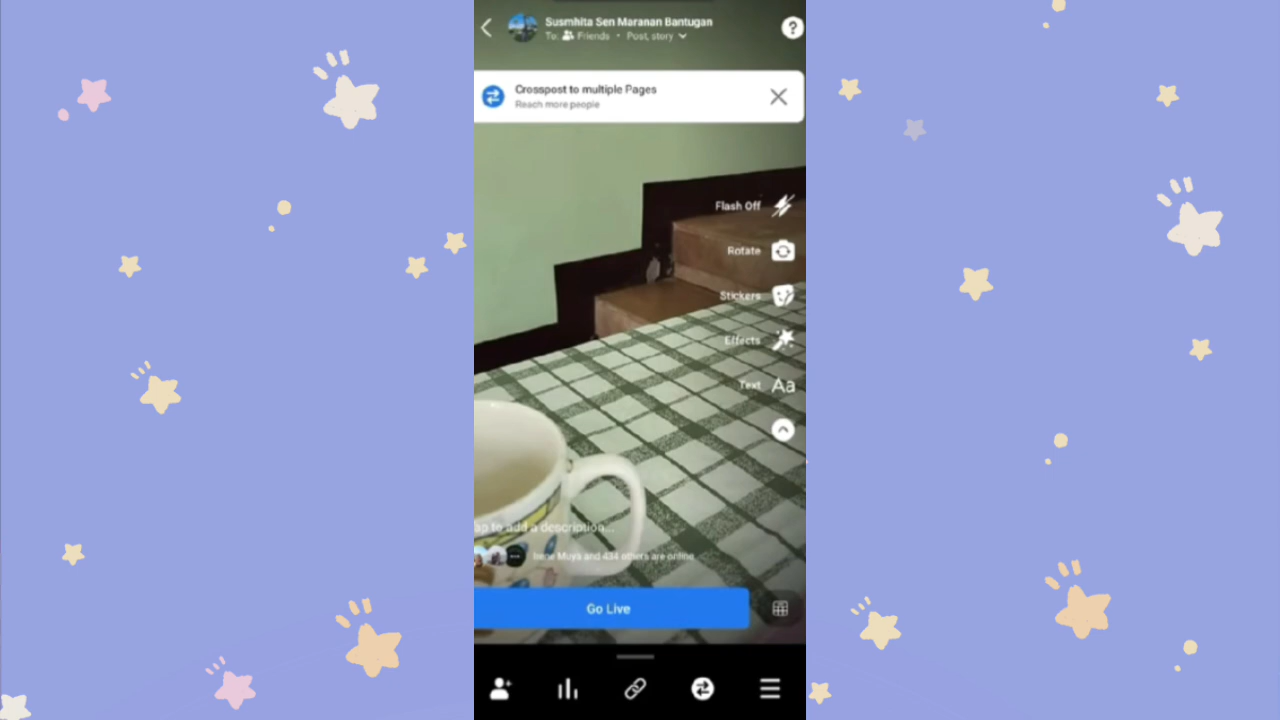 Susmhita Sen Maranan Bantugan
To: Friends · Post, story
Crosspost to multiple Pages
Reach more people
Flash Off
Rotate
Stickers
Effects
Text Aa
ap to add a description...
Irene Muya and 434 others are online
Go Live